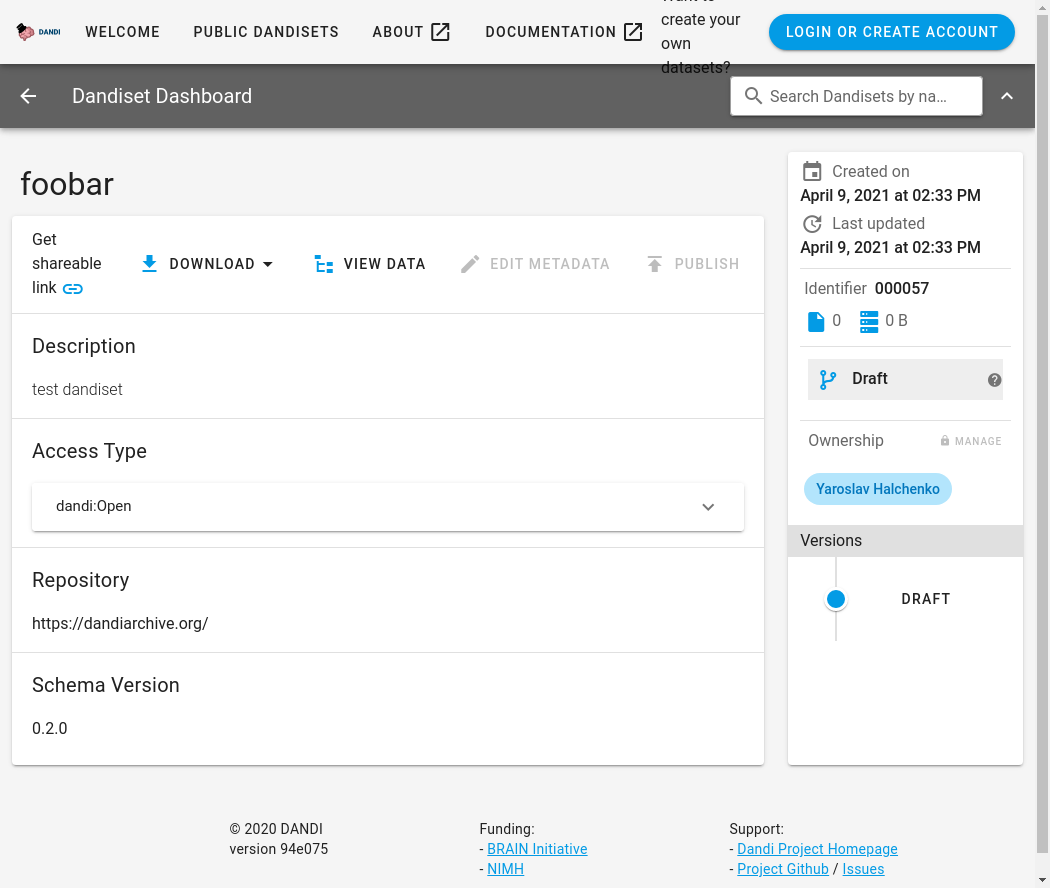 DANDI WELCOME PUBLIC DANDISETS ABOUT DOCUMENTATION
create your
own
datasets?
LOGIN OR CREATE ACCOUNT
Dandiset Dashboard
Search Dandisets by na...
foobar
Get
shareable
link
DOWNLOAD VIEW DATA EDIT METADATA PUBLISH
Description
test dandiset
Access Type
dandi:Open
Repository
https://dandiarchive.org/
Schema Version
0.2.0
Created on
April 9, 2021 at 02:33 PM
Last updated
April 9, 2021 at 02:33 PM
Identifier 000057
0 0 B
Draft
Ownership MANAGE
Yaroslav Halchenko
Versions
DRAFT
© 2020 DANDI
version 94e075
Funding:
- BRAIN Initiative
- NIMH
Support:
- Dandi Project Homepage
- Project Github / Issues